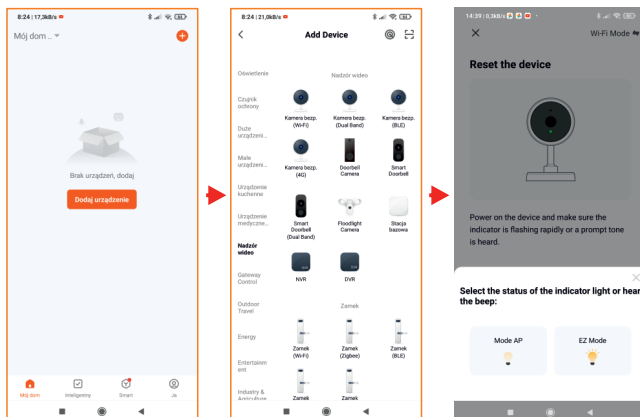 8:24 | 17,3kB/s
Mój dom .. ▾
Brak urządzeń, dodaj
Dodaj urządzenie
Mój dom
Inteligentny
Smart
Ja
8:24 | 21,0kB/s
Add Device
Oświetlenie
Czujnik
ochrony
Duże
urządzeni...
Małe
urządzeni...
Urządzenie
kuchenne
Urządzenie
medyczne...
Nadzór
wideo
Gateway
Control
Outdoor
Travel
Energy
Entertainm
ent
Industry &
Agriculture
Nadzór wideo
Kamera bezp.
(Wi-Fi)
Kamera bezp.
(Dual Band)
Kamera bezp.
(BLE)
Kamera bezp.
(4G)
Doorbell
Camera
Smart
Doorbell
Smart
Doorbell
(Dual Band)
Floodlight
Camera
Stacja
bazowa
NVR
DVR
Zamek
Zamek
(Wi-Fi)
Zamek
(Zigbee)
Zamek
(BLE)
Zamek
Zamek
14:39 | 0,3kB/s
Wi-Fi Mode
Reset the device
Power on the device and make sure the
indicator is flashing rapidly or a prompt tone
is heard.
Select the status of the indicator light or hear
the beep:
Mode AP
EZ Mode